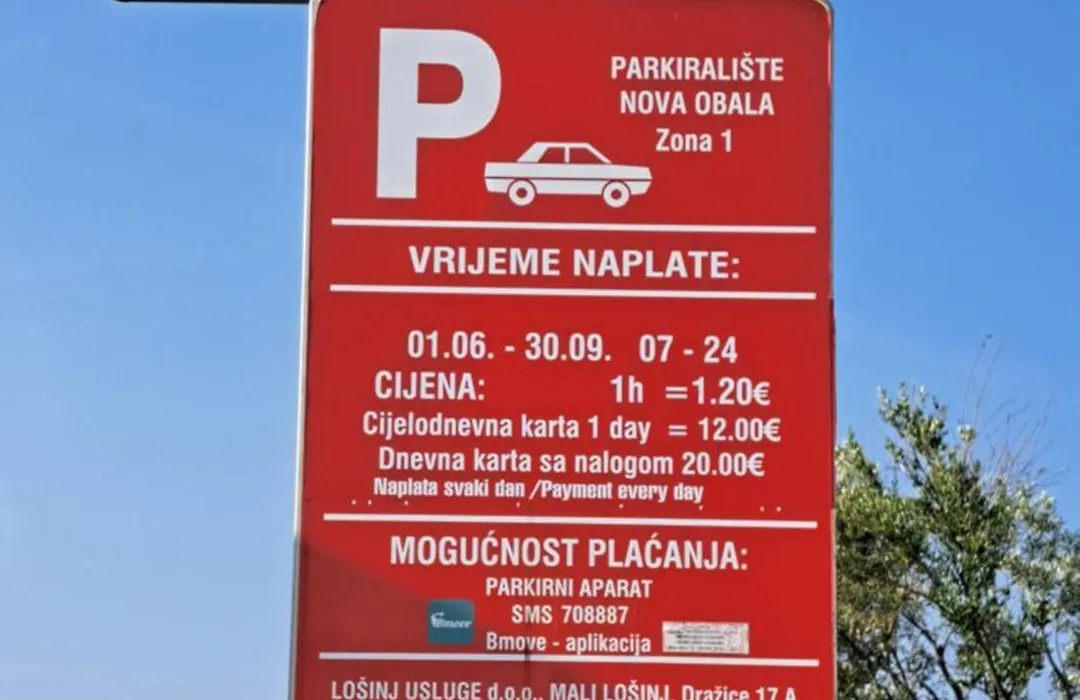 P
PARKIRALIŠTE
NOVA OBALA
Zona 1
VRIJEME NAPLATE:
01.06. - 30.09. 07 - 24
CIJENA: 1h =1.20€
Cijelodnevna karta 1 day = 12.00€
Dnevna karta sa nalogom 20.00€
Naplata svaki dan /Payment every day
MOGUĆNOST PLAĆANJA:
PARKIRNI APARAT
SMS 708887
Bmove
Bmove - aplikacija
LOŠINJ USLUGE d.o.o., MALI LOŠINJ, Dražice 17 A